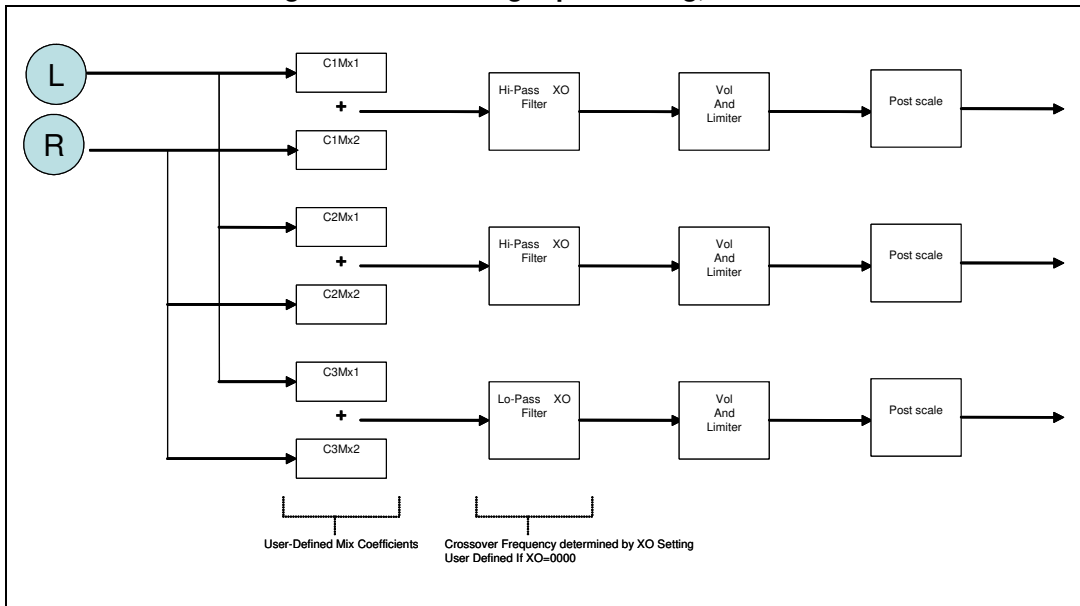 L
C1Mx1
+
Hi-Pass XO
Filter
Vol
And
Limiter
Post scale
R
C1Mx2
C2Mx1
+
Hi-Pass XO
Filter
Vol
And
Limiter
Post scale
C2Mx2
C3Mx1
+
Lo-Pass XO
Filter
Vol
And
Limiter
Post scale
C3Mx2
User-Defined Mix Coefficients
Crossover Frequency determined by XO Setting
User Defined If XO=0000